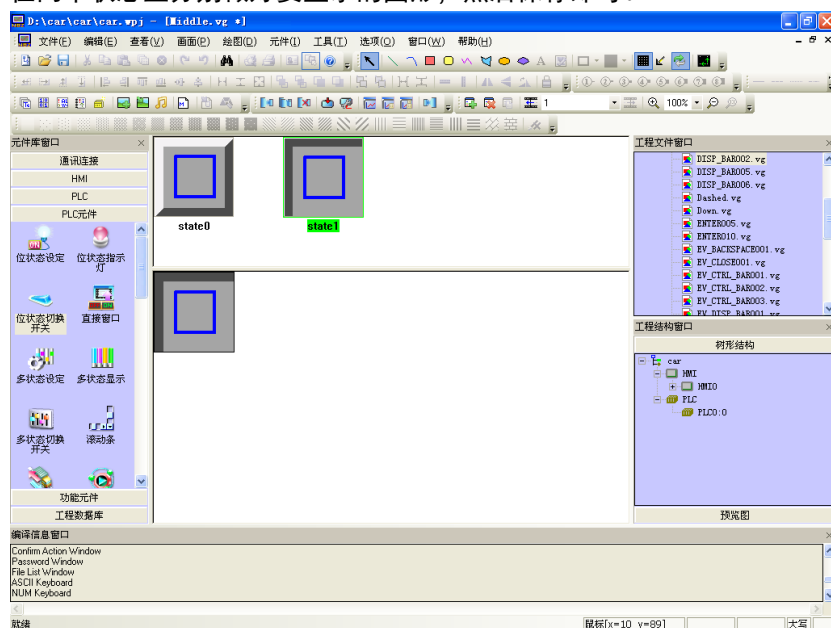 D:\car\car.wpj - [Middle.vg *]
文件(F) 编辑(E) 查看(V) 画面(P) 绘图(D) 元件(I) 工具(T) 选项(O) 窗口(W) 帮助(H)
1 100%
元件库窗口
通讯连接
HMI
PLC
PLC元件
位状态设定 位状态指示灯
位状态切换开关 直接窗口
多状态设定 多状态显示
多状态切换开关 滚动条
功能元件
工程数据库
state0 state1
工程文件窗口
DISP_BAR002.vg
DISP_BAR005.vg
DISP_BAR006.vg
Dashed.vg
Down.vg
ENTER005.vg
ENTER010.vg
EV_BACKSPACE001.vg
EV_CLOSE001.vg
EV_CTRL_BAR001.vg
EV_CTRL_BAR002.vg
EV_CTRL_BAR003.vg
EV_DISP_BAR001.vg
工程结构窗口
树形结构
car
HMI
HMI0
PLC
PLC0:0
预览图
编译信息窗口
Confirm Action Window
Password Window
File List Window
ASCII Keyboard
NUM Keyboard
就绪 鼠标[x=10 y=89] 大写